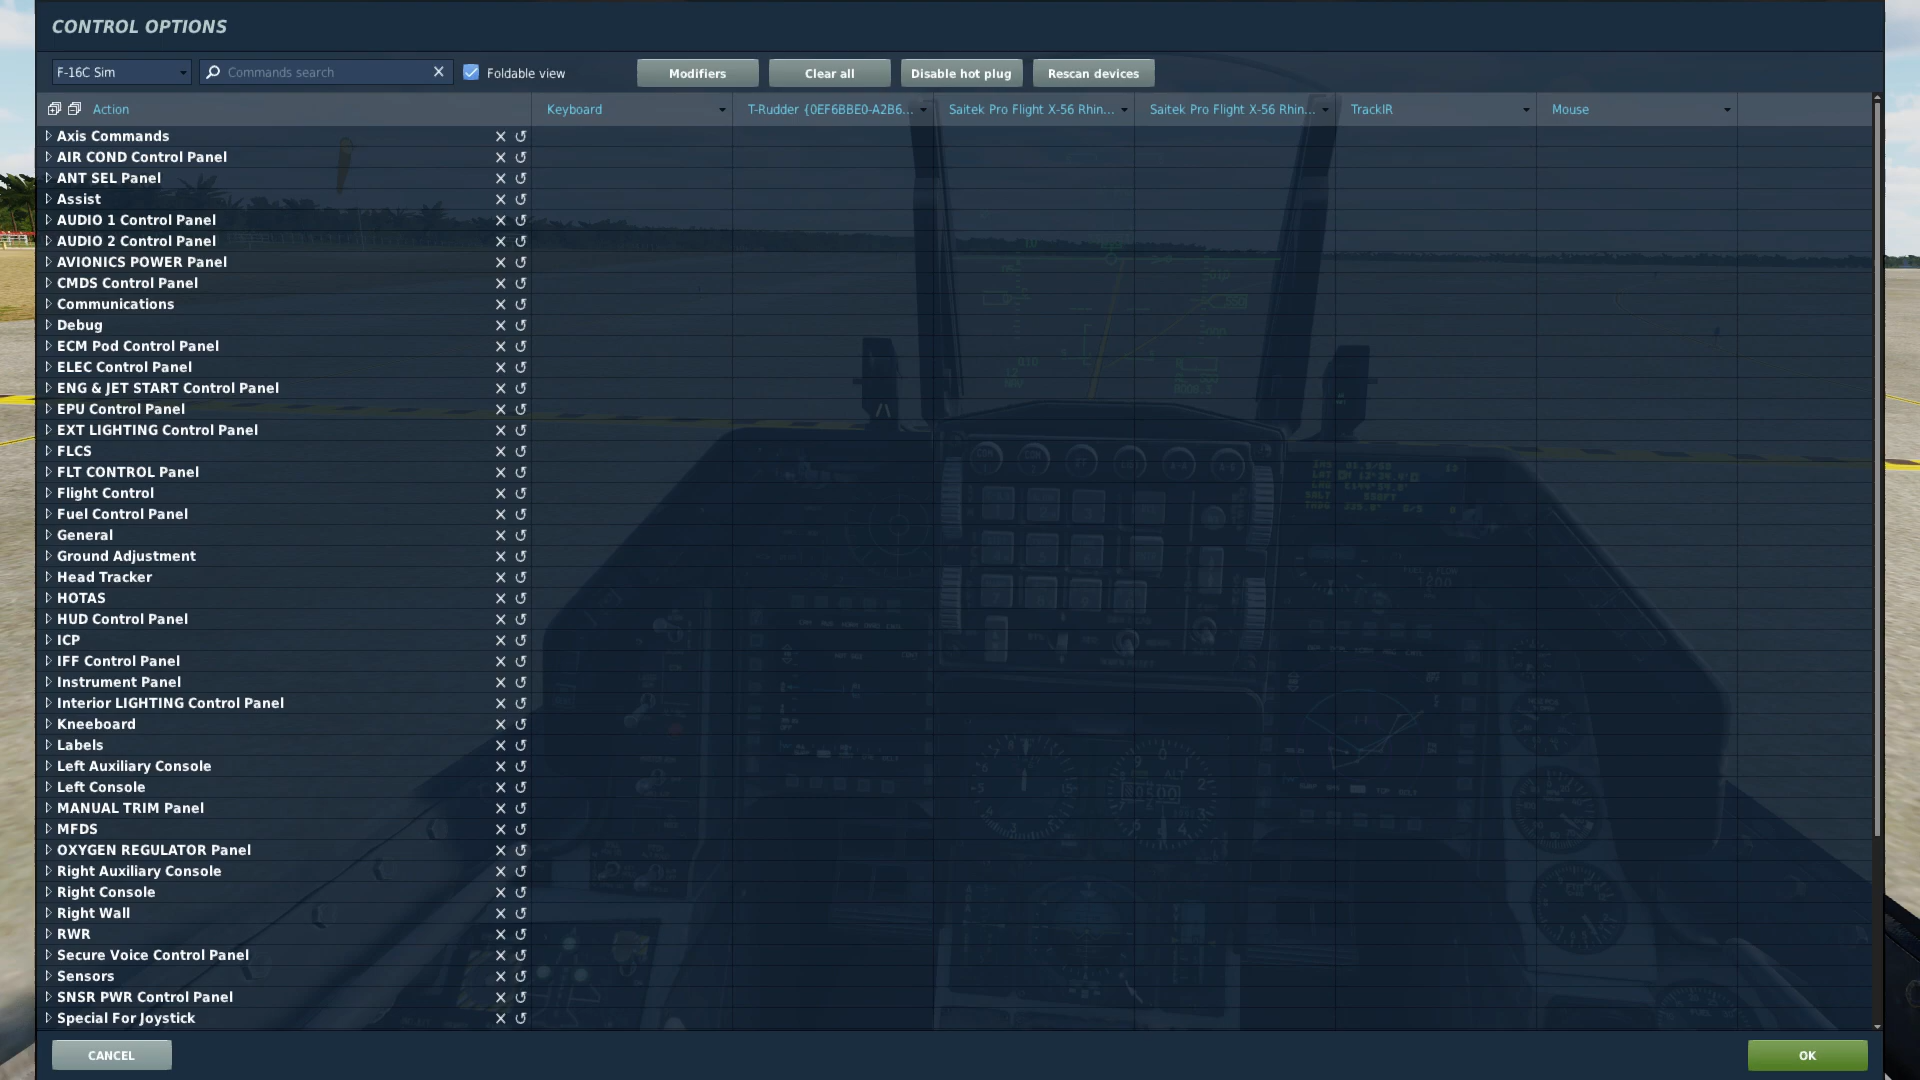 CONTROL OPTIONS
F-16C Sim
Commands search
Foldable view
Modifiers
Clear all
Disable hot plug
Rescan devices
Action
Keyboard
T-Rudder {0EF6BBE0-A2B6...
Saitek Pro Flight X-56 Rhin...
Saitek Pro Flight X-56 Rhin...
TrackIR
Mouse
Axis Commands
AIR COND Control Panel
ANT SEL Panel
Assist
AUDIO 1 Control Panel
AUDIO 2 Control Panel
AVIONICS POWER Panel
CMDS Control Panel
Communications
Debug
ECM Pod Control Panel
ELEC Control Panel
ENG & JET START Control Panel
EPU Control Panel
EXT LIGHTING Control Panel
FLCS
FLT CONTROL Panel
Flight Control
Fuel Control Panel
General
Ground Adjustment
Head Tracker
HOTAS
HUD Control Panel
ICP
IFF Control Panel
Instrument Panel
Interior LIGHTING Control Panel
Kneeboard
Labels
Left Auxiliary Console
Left Console
MANUAL TRIM Panel
MFDS
OXYGEN REGULATOR Panel
Right Auxiliary Console
Right Console
Right Wall
RWR
Secure Voice Control Panel
Sensors
SNSR PWR Control Panel
Special For Joystick
CANCEL
OK